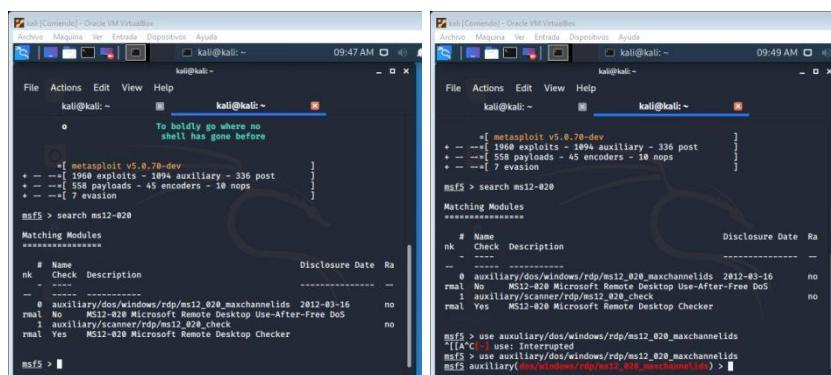 kali [Corriendo] - Oracle VM VirtualBox
Archivo Máquina Ver Entrada Dispositivos Ayuda
kali@kali: ~
09:47 AM
kali@kali: ~
File Actions Edit View Help
kali@kali: ~
kali@kali: ~
o To boldly go where no
shell has gone before
=[ metasploit v5.0.70-dev ]
+ -- --=[ 1960 exploits - 1094 auxiliary - 336 post ]
+ -- --=[ 558 payloads - 45 encoders - 10 nops ]
+ -- --=[ 7 evasion ]
msf5 > search ms12-020
Matching Modules
================
# Name Disclosure Date Ra
nk Check Description
- ---- --------------- --
-- ----- -----------
0 auxiliary/dos/windows/rdp/ms12_020_maxchannelids 2012-03-16 no
rmal No MS12-020 Microsoft Remote Desktop Use-After-Free DoS
1 auxiliary/scanner/rdp/ms12_020_check no
rmal Yes MS12-020 Microsoft Remote Desktop Checker
msf5 >
kali [Corriendo] - Oracle VM VirtualBox
Archivo Máquina Ver Entrada Dispositivos Ayuda
kali@kali: ~
09:49 AM
kali@kali: ~
File Actions Edit View Help
kali@kali: ~
kali@kali: ~
=[ metasploit v5.0.70-dev ]
+ -- --=[ 1960 exploits - 1094 auxiliary - 336 post ]
+ -- --=[ 558 payloads - 45 encoders - 10 nops ]
+ -- --=[ 7 evasion ]
msf5 > search ms12-020
Matching Modules
================
# Name Disclosure Date Ra
nk Check Description
- ---- --------------- --
-- ----- -----------
0 auxiliary/dos/windows/rdp/ms12_020_maxchannelids 2012-03-16 no
rmal No MS12-020 Microsoft Remote Desktop Use-After-Free DoS
1 auxiliary/scanner/rdp/ms12_020_check no
rmal Yes MS12-020 Microsoft Remote Desktop Checker
msf5 > use auxuliary/dos/windows/rdp/ms12_020_maxchannelids
^[[A^C[-] use: Interrupted
msf5 > use auxiliary/dos/windows/rdp/ms12_020_maxchannelids
msf5 auxiliary(dos/windows/rdp/ms12_020_maxchannelids) >